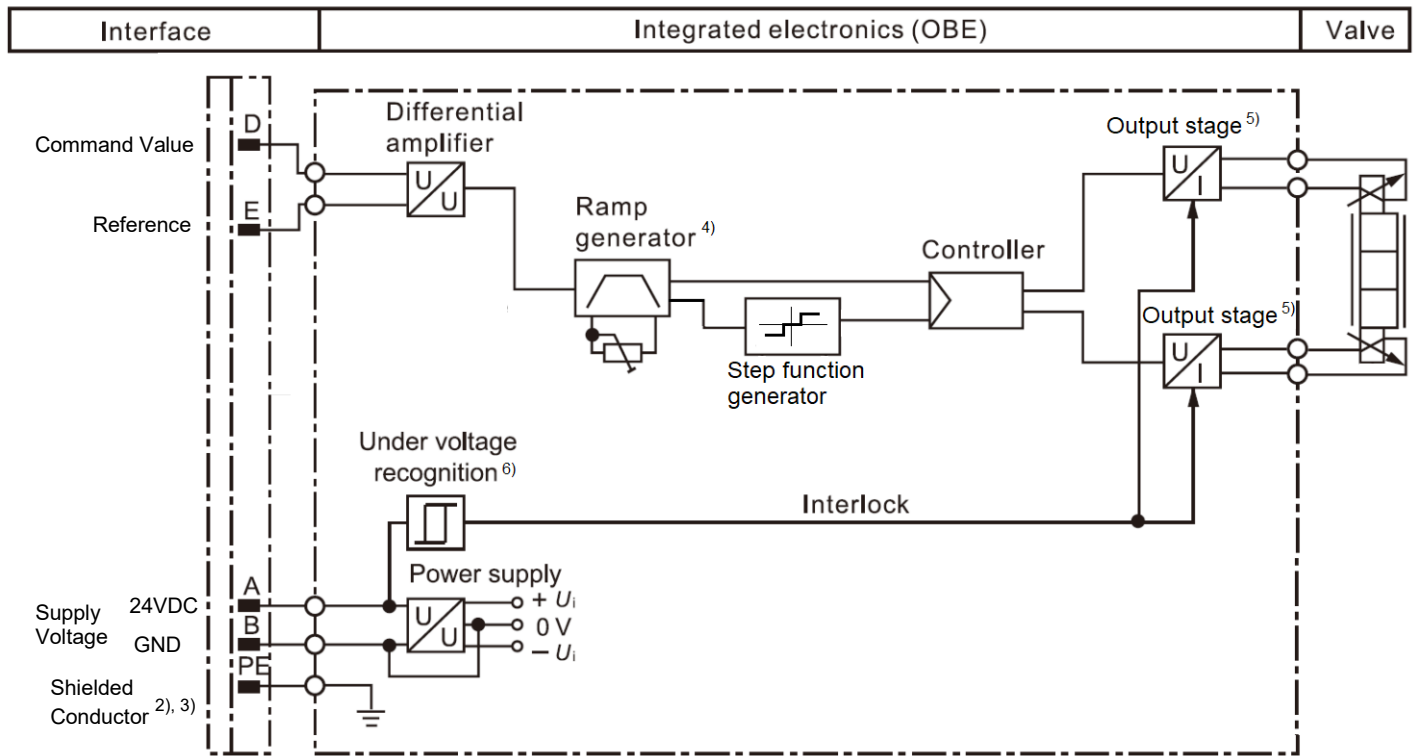 Interface
Integrated electronics (OBE)
Valve
Differential
amplifier
Output stage 5)
D
Command Value
U
U
U
I
E
Reference
Ramp
generator 4)
Controller
Output stage 5)
U
I
Step function
generator
Under voltage
recognition 6)
Interlock
Power supply
A
Supply
Voltage
24VDC
U
U
+ Ui
B
0 V
GND
− Ui
PE
Shielded
Conductor 2), 3)